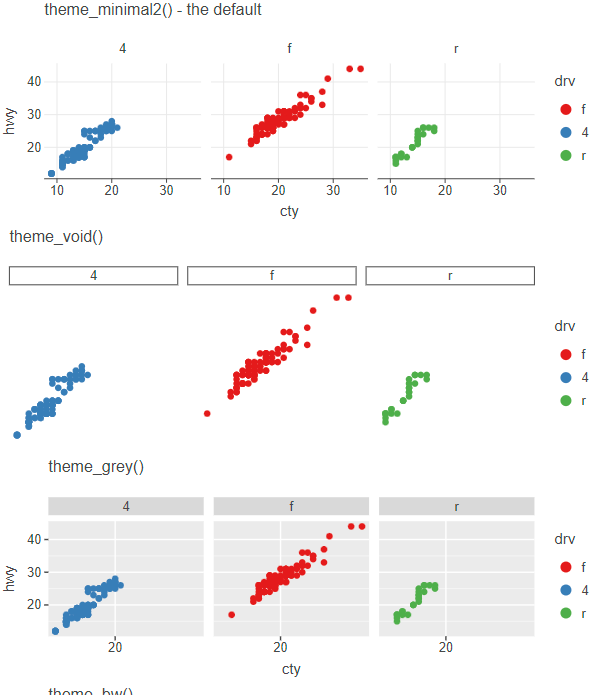 theme_minimal2() - the default
4 f r
40
30
20
hwy
10 20 30 10 20 30 10 20 30
cty
drv
f
4
r
theme_void()
4 f r
drv
f
4
r
theme_grey()
4 f r
40
30
20
hwy
20 20 20
cty
drv
f
4
r
theme_bw()